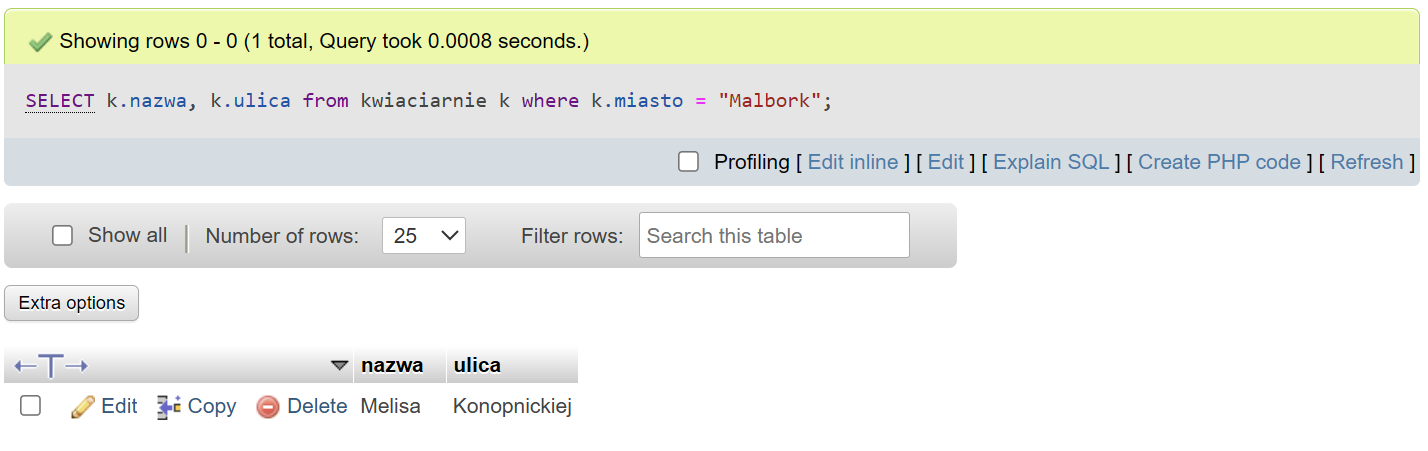 Showing rows 0 - 0 (1 total, Query took 0.0008 seconds.)
SELECT k.nazwa, k.ulica from kwiaciarnie k where k.miasto = "Malbork";
Profiling [ Edit inline ] [ Edit ] [ Explain SQL ] [ Create PHP code ] [ Refresh ]
Show all | Number of rows: 25 Filter rows: Search this table
Extra options
←T→ nazwa ulica
Edit Copy Delete Melisa Konopnickiej